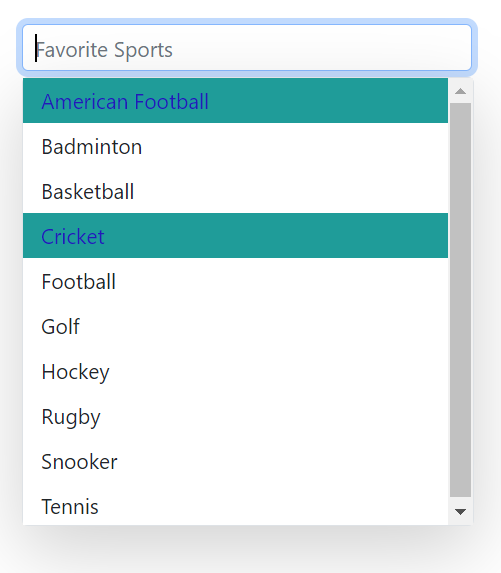 Favorite Sports
American Football
Badminton
Basketball
Cricket
Football
Golf
Hockey
Rugby
Snooker
Tennis